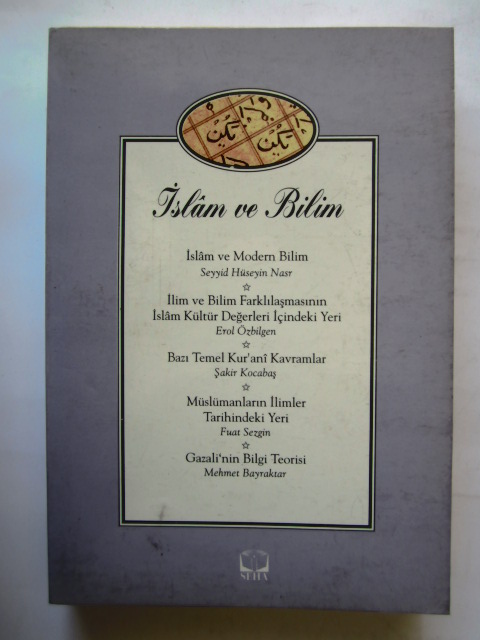 İslâm ve Bilim
İslâm ve Modern Bilim
Seyyid Hüseyin Nasr
İlim ve Bilim Farklılaşmasının
İslâm Kültür Değerleri İçindeki Yeri
Erol Özbilgen
Bazı Temel Kur'anî Kavramlar
Şakir Kocabaş
Müslümanların İlimler
Tarihindeki Yeri
Fuat Sezgin
Gazali'nin Bilgi Teorisi
Mehmet Bayraktar
SEHA